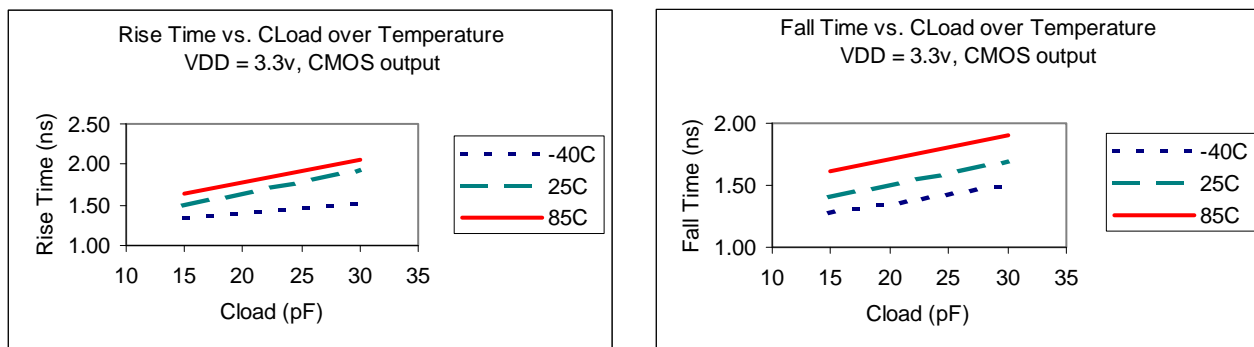 Rise Time vs. CLoad over Temperature
VDD = 3.3v, CMOS output
Rise Time (ns)
2.50
2.00
1.50
1.00
10 15 20 25 30 35
Cload (pF)
-40C
25C
85C
Fall Time vs. CLoad over Temperature
VDD = 3.3v, CMOS output
Fall Time (ns)
2.00
1.50
1.00
10 15 20 25 30 35
Cload (pF)
-40C
25C
85C